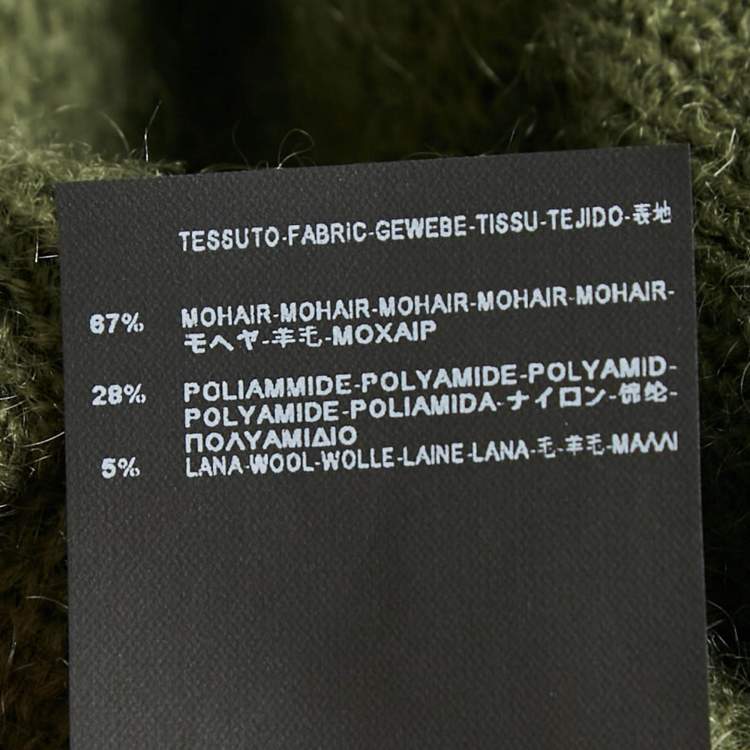 TESSUTO-FABRIC-GEWEBE-TISSU-TEJIDO-表地
67% MOHAIR-MOHAIR-MOHAIR-MOHAIR-MOHAIR-
モヘヤ-羊毛-ΜΟΧΑΙΡ
28% POLIAMMIDE-POLYAMIDE-POLYAMID-
POLYAMIDE-POLIAMIDA-ナイロン-锦纶-
ΠΟΛΥΑΜΙΔΙΟ
5% LANA-WOOL-WOLLE-LAINE-LANA-毛-羊毛-ΜΑΛΛΙ